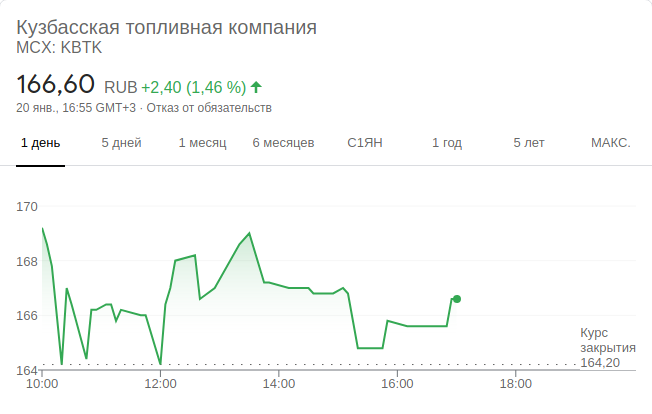 Кузбасская топливная компания
MCX: KBTK
166,60 RUB +2,40 (1,46 %)
20 янв., 16:55 GMT+3 · Отказ от обязательств
1 день 5 дней 1 месяц 6 месяцев С1ЯН 1 год 5 лет МАКС.
170
168
166
164
Курс
закрытия
164,20
10:00 12:00 14:00 16:00 18:00